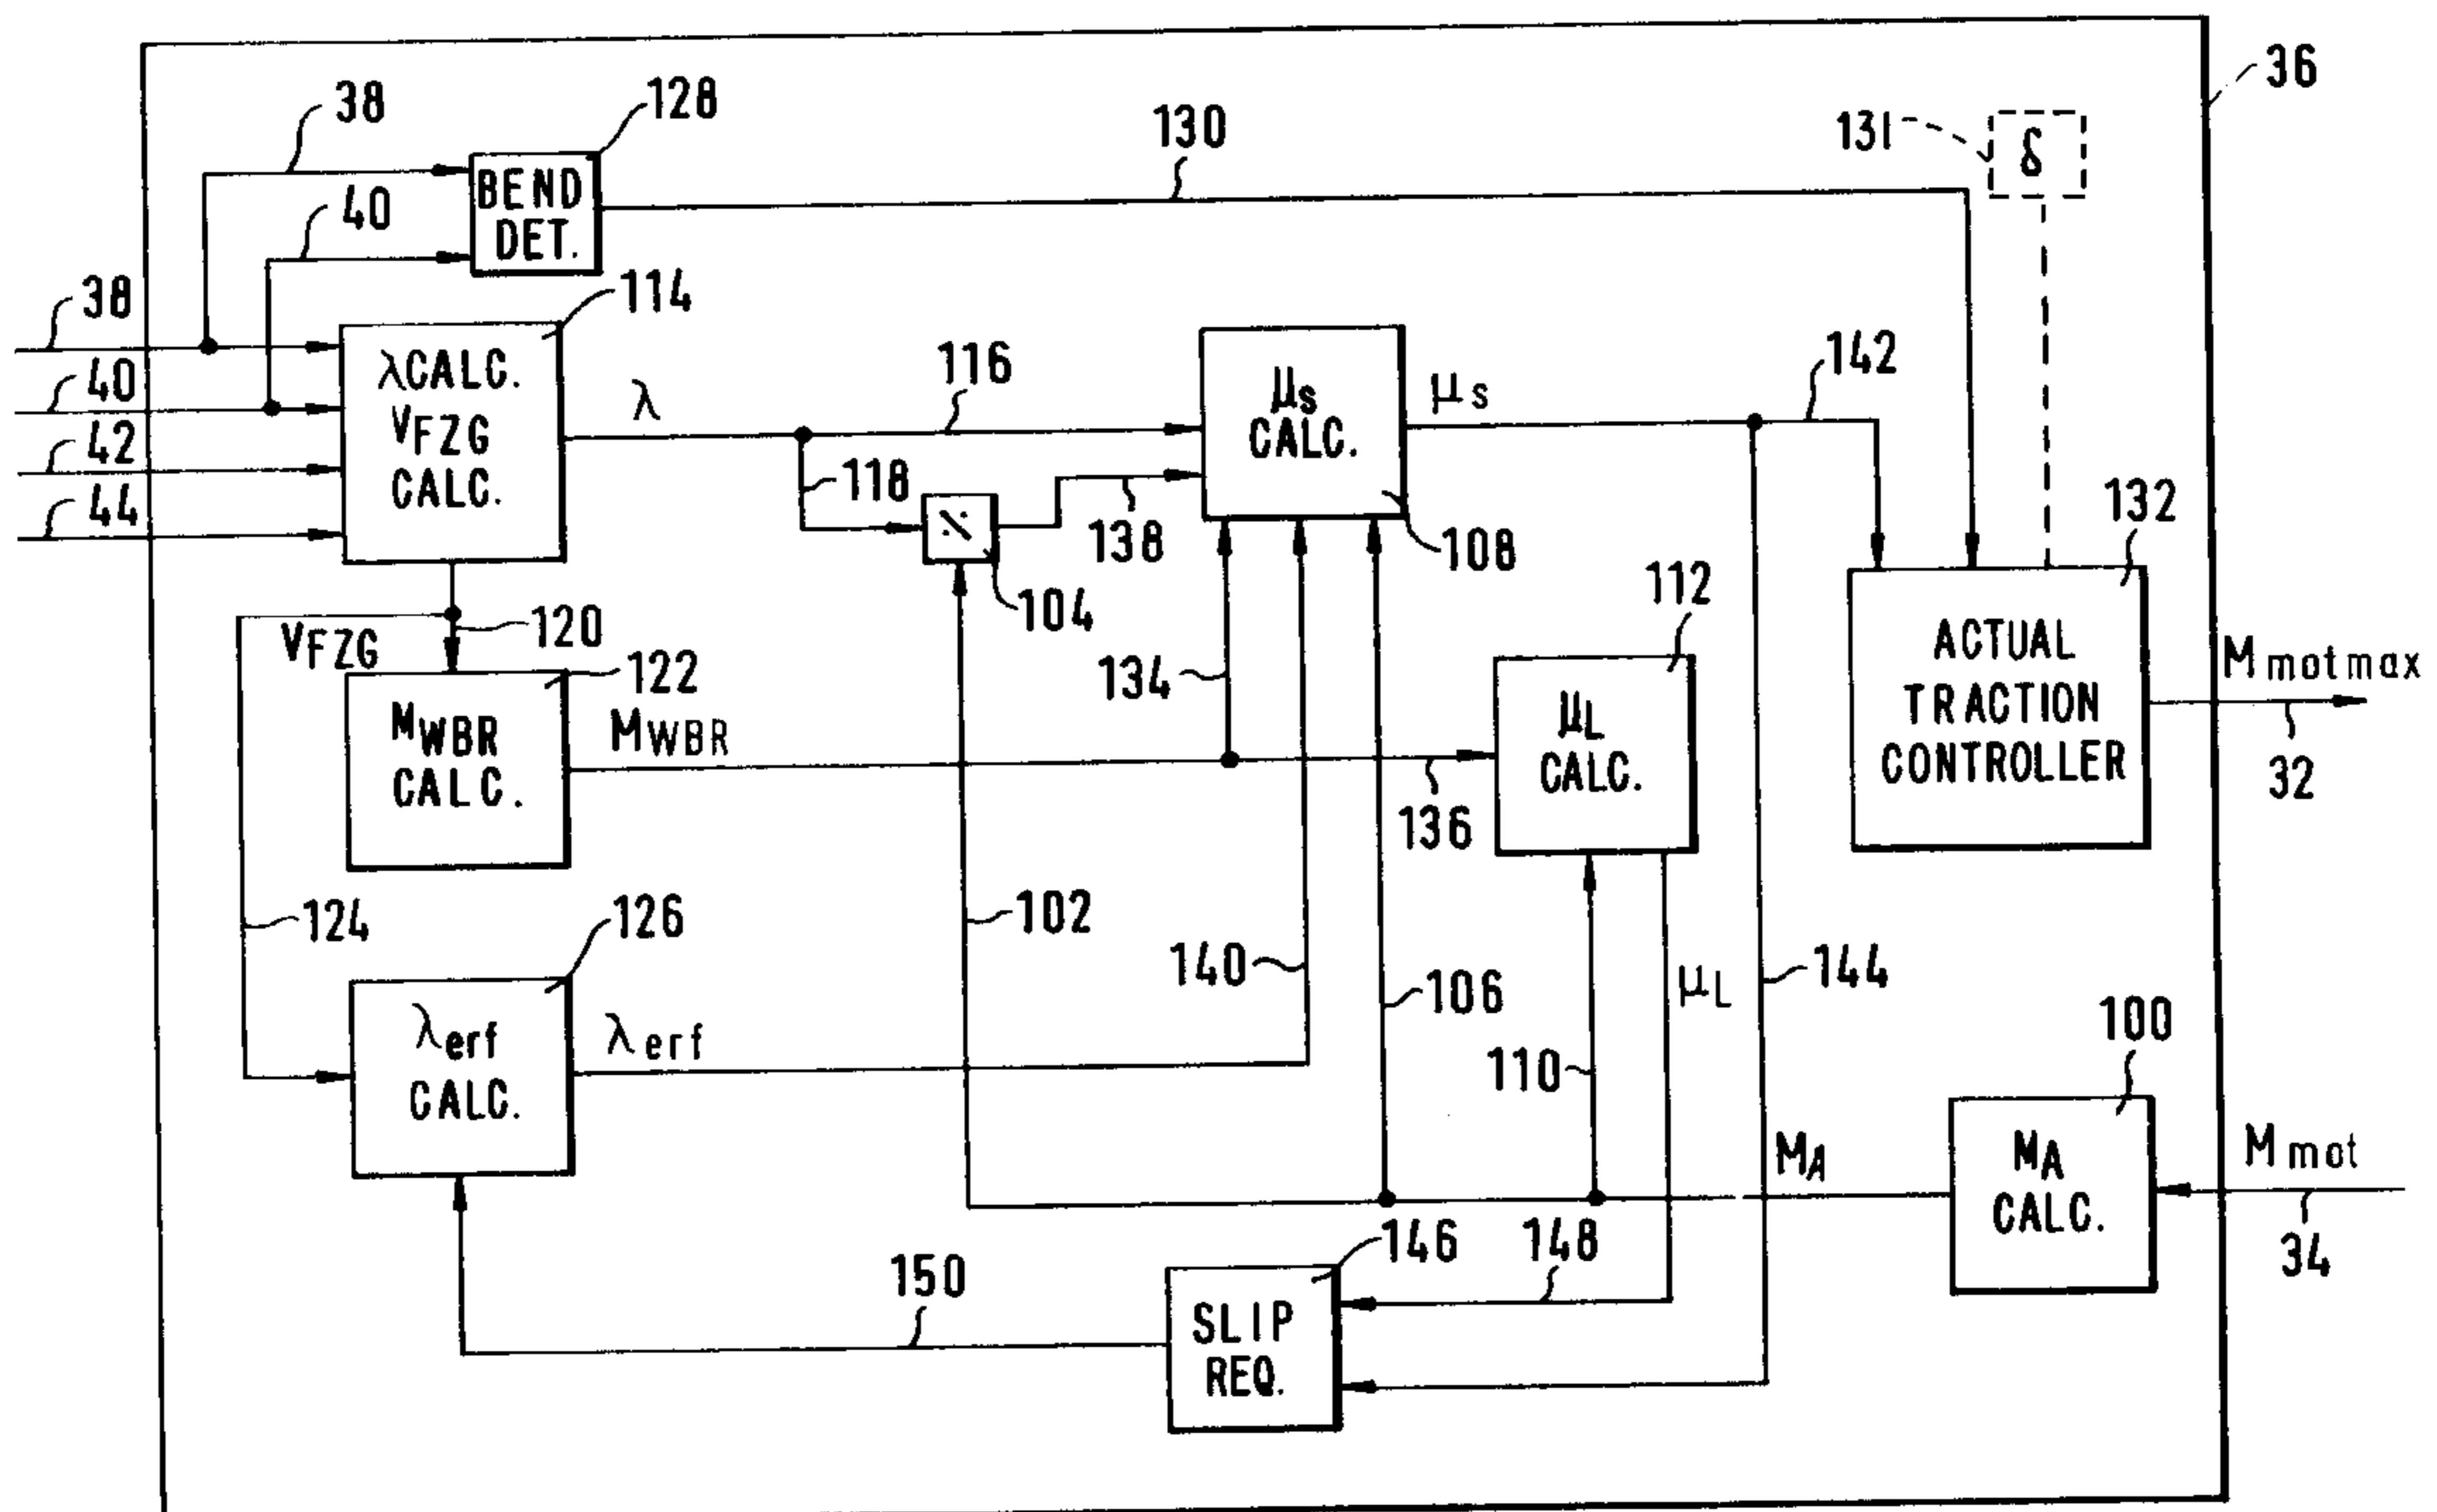 36
38
128
130
131
δ
BEND
DET.
40
38
114
40
λ CALC.
VFZG
CALC.
42
44
λ
116
118
÷
104
138
μS
CALC.
108
μS
142
132
ACTUAL
TRACTION
CONTROLLER
Mmotmax
32
VFZG
120
122
MWBR
CALC.
MWBR
134
136
112
μL
CALC.
124
126
λerf
CALC.
λerf
102
140
106
110
μL
144
100
MA
MA
CALC.
Mmot
34
146
148
SLIP
REQ.
150